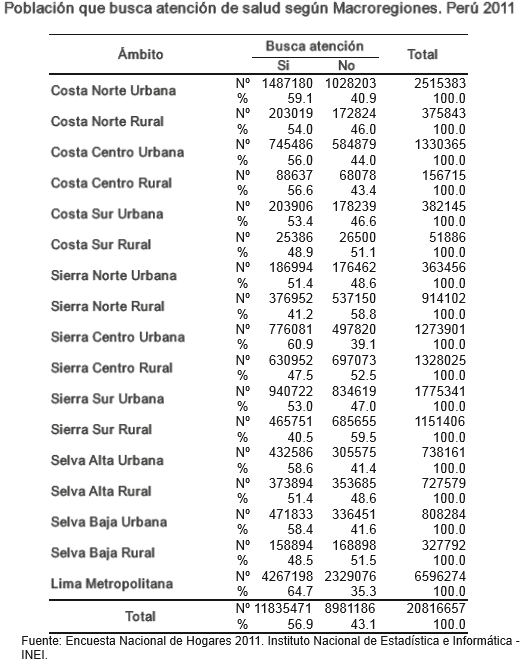 Población que busca atención de salud según Macroregiones. Perú 2011
Ámbito Busca atención Total
Si No
Costa Norte Urbana Nº 1487180 1028203 2515383
% 59.1 40.9 100.0
Costa Norte Rural Nº 203019 172824 375843
% 54.0 46.0 100.0
Costa Centro Urbana Nº 745486 584879 1330365
% 56.0 44.0 100.0
Costa Centro Rural Nº 88637 68078 156715
% 56.6 43.4 100.0
Costa Sur Urbana Nº 203906 178239 382145
% 53.4 46.6 100.0
Costa Sur Rural Nº 25386 26500 51886
% 48.9 51.1 100.0
Sierra Norte Urbana Nº 186994 176462 363456
% 51.4 48.6 100.0
Sierra Norte Rural Nº 376952 537150 914102
% 41.2 58.8 100.0
Sierra Centro Urbana Nº 776081 497820 1273901
% 60.9 39.1 100.0
Sierra Centro Rural Nº 630952 697073 1328025
% 47.5 52.5 100.0
Sierra Sur Urbana Nº 940722 834619 1775341
% 53.0 47.0 100.0
Sierra Sur Rural Nº 465751 685655 1151406
% 40.5 59.5 100.0
Selva Alta Urbana Nº 432586 305575 738161
% 58.6 41.4 100.0
Selva Alta Rural Nº 373894 353685 727579
% 51.4 48.6 100.0
Selva Baja Urbana Nº 471833 336451 808284
% 58.4 41.6 100.0
Selva Baja Rural Nº 158894 168898 327792
% 48.5 51.5 100.0
Lima Metropolitana Nº 4267198 2329076 6596274
% 64.7 35.3 100.0
Total Nº 11835471 8981186 20816657
% 56.9 43.1 100.0
Fuente: Encuesta Nacional de Hogares 2011. Instituto Nacional de Estadística e Informática -
INEI.